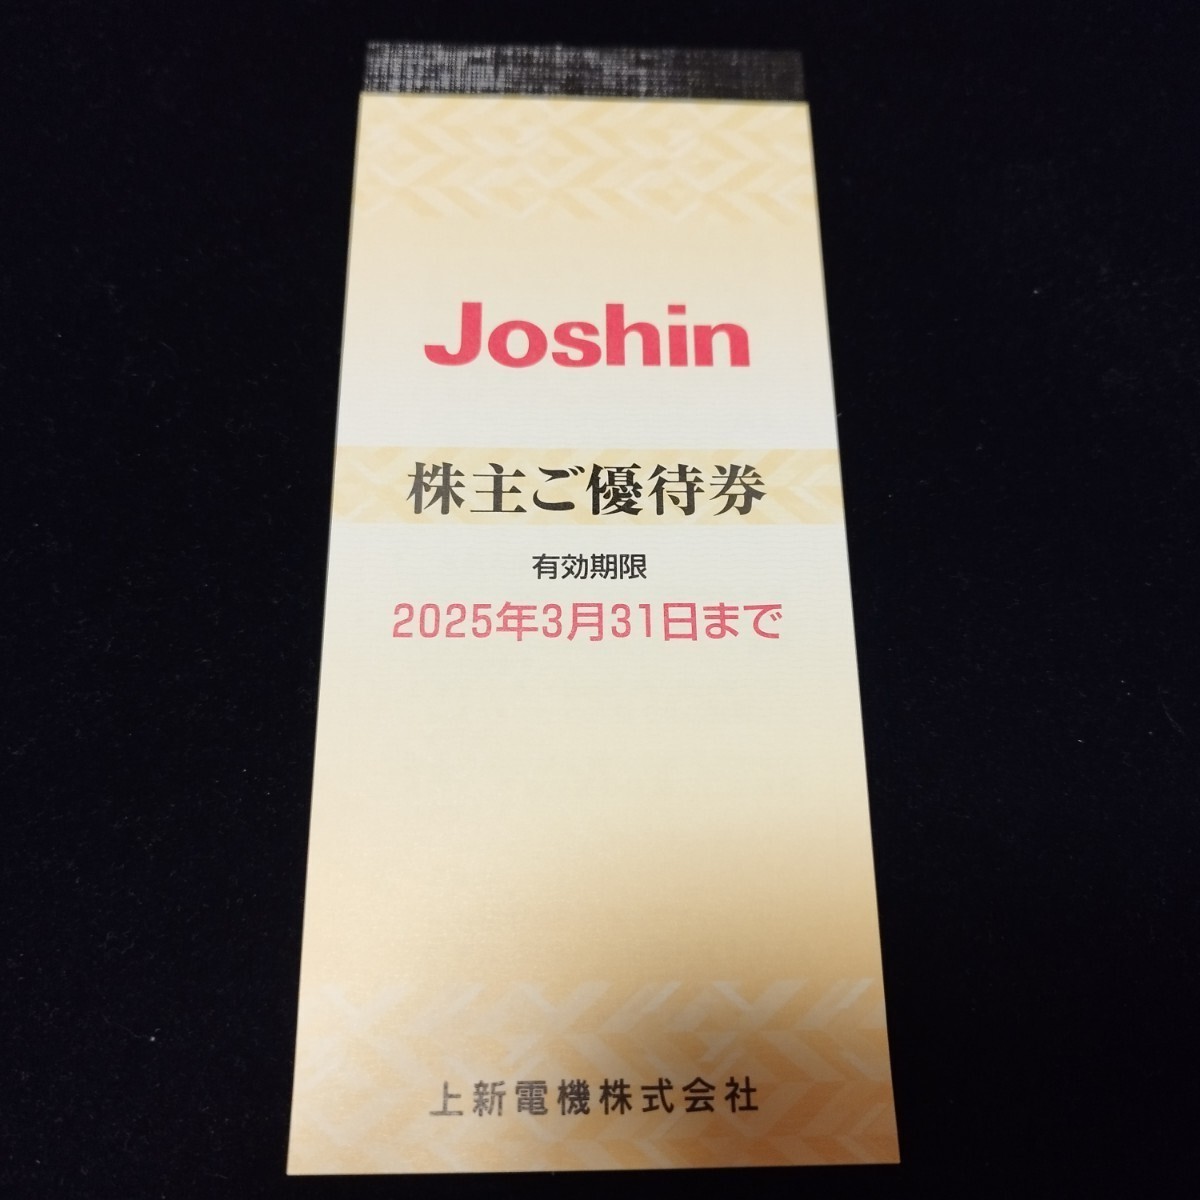 Joshin
株主ご優待券
有効期限
2025年3月31日まで
上新電機株式会社